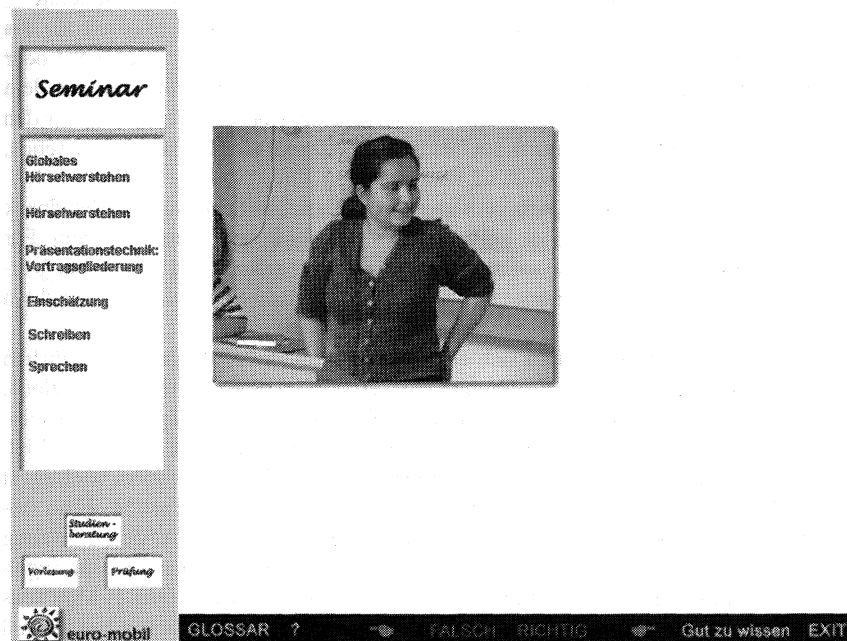 Seminar
Globales
Hörsehverstehen
Hörsehverstehen
Präsentationstechnik:
Vortragsgliederung
Einschätzung
Schreiben
Sprechen
Studien-
beratung
Vorlesung
Prüfung
euro-mobil
GLOSSAR ? FALSCH RICHTIG Gut zu wissen EXIT